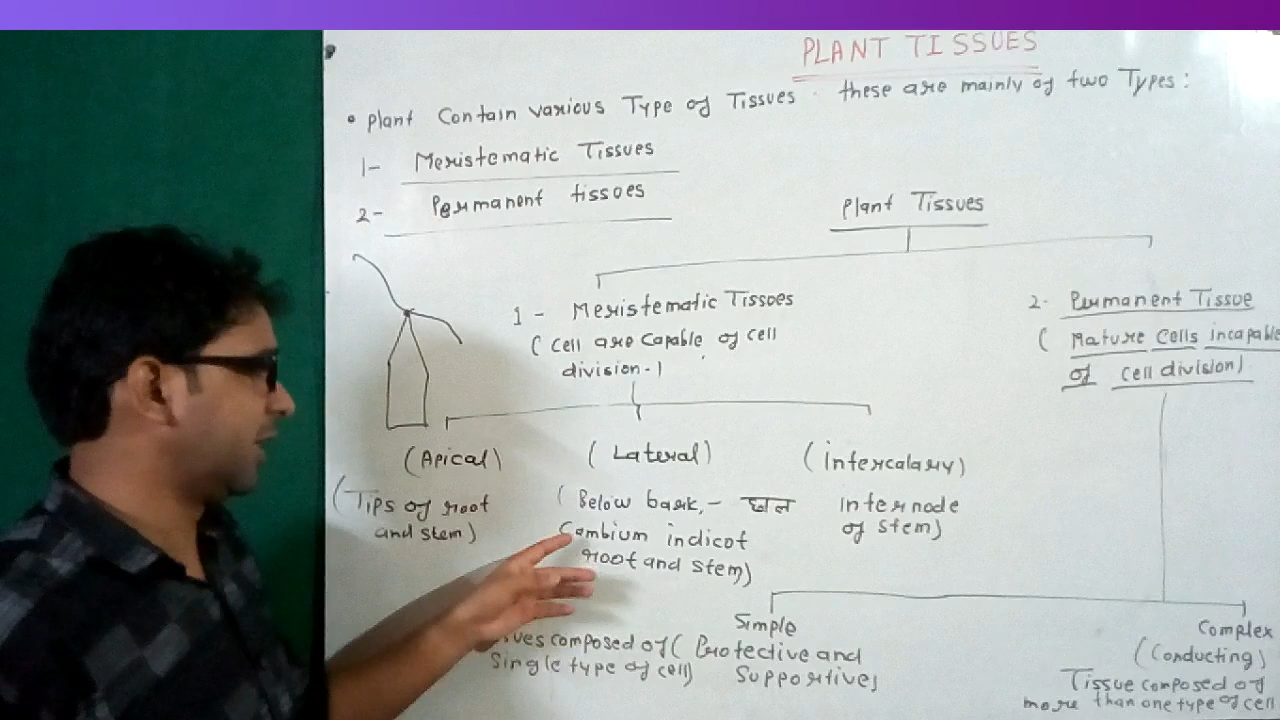 PLANT TISSUES
• Plant Contain various Type of Tissues. these are mainly of two Types:
1- Meristematic Tissues
2- Permanent tissoes
Plant Tissues
1 - Meristematic Tissoes
( cell are capable of cell
division-)
2- Permanent Tissue
( Mature Cells incapable
of cell division)
(Apical)
(Tips of root
and stem)
(Lateral)
(Below bark,- छाल
Cambium in dicot
root and stem)
(intercalary)
internode
of stem)
Simple
composed of ( Protective and
Single type of cell) Supportive,
Complex
(Conducting)
Tissue composed of
more than one type of cell